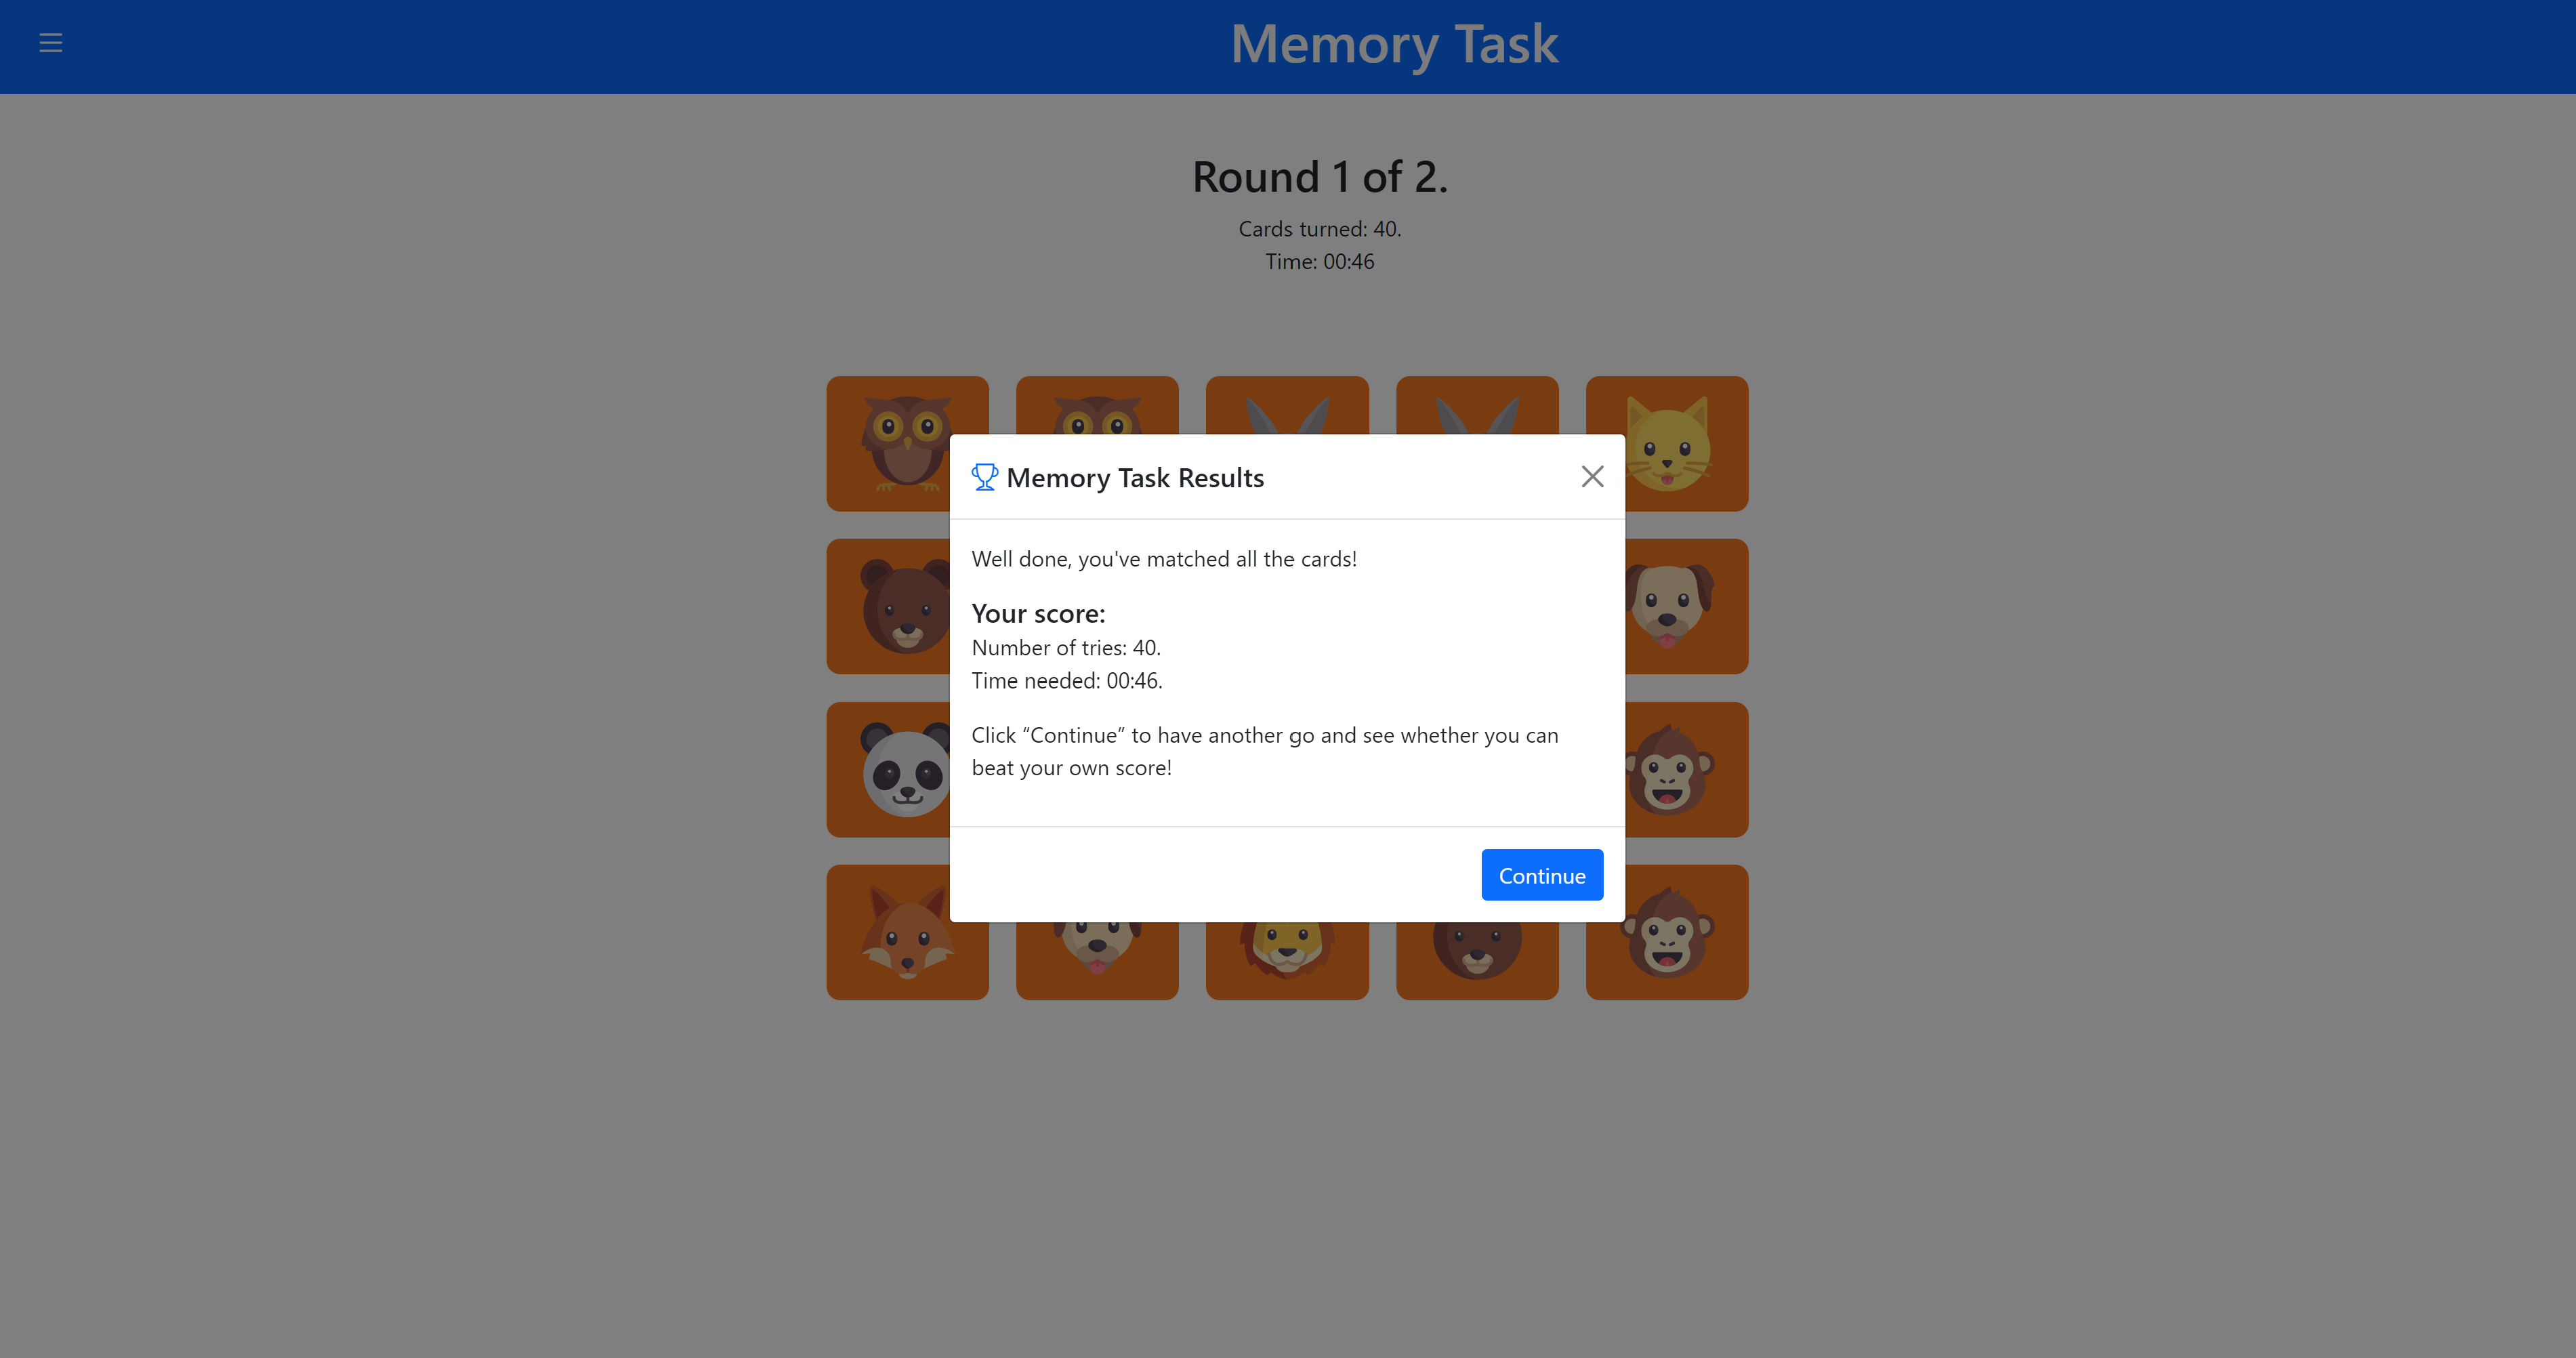 Memory Task
Round 1 of 2.
Cards turned: 40.
Time: 00:46
Memory Task Results
Well done, you've matched all the cards!
Your score:
Number of tries: 40.
Time needed: 00:46.
Click “Continue” to have another go and see whether you can
beat your own score!
Continue